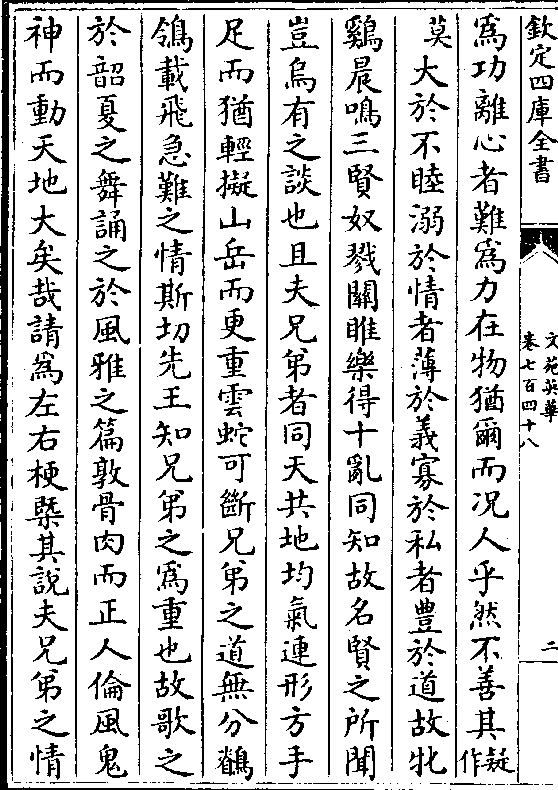 欽定四庫全書
文苑英華
卷七百四十八
二
為功離心者難為力在物猶爾而况人乎然不善其疑作
莫大於不睦溺於情者薄於義寡於私者豐於道故牝
鷄晨鳴三賢奴戮關睢樂得十亂同知故名賢之所聞
豈烏有之談也且夫兄弟者同天共地均氣連形方手
足而猶輕擬山岳而更重雲蛇可斷兄弟之道無分鶺
鴒載飛急難之情斯切先王知兄弟之為重也故歌之
於韶夏之舞誦之於風雅之篇敦骨肉而正人倫風鬼
神而動天地大矣哉請為左右梗槩其說夫兄弟之情